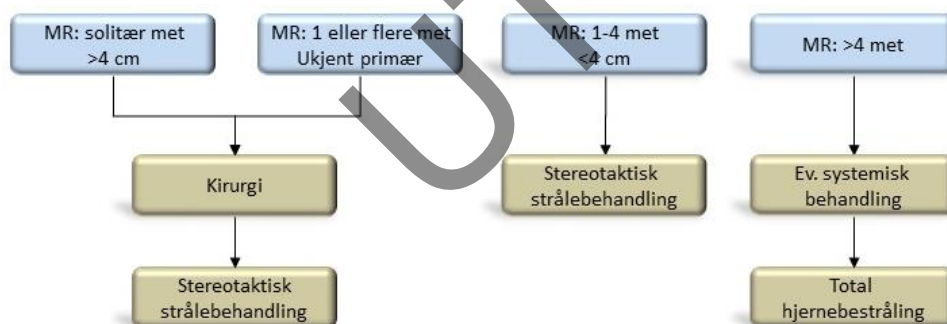 MR: solitær met
>4 cm
MR: 1 eller flere met
Ukjent primær
MR: 1-4 met
<4 cm
MR: >4 met
Kirurgi
Stereotaktisk
strålebehandling
Ev. systemisk
behandling
Stereotaktisk
strålebehandling
Total
hjernebestråling